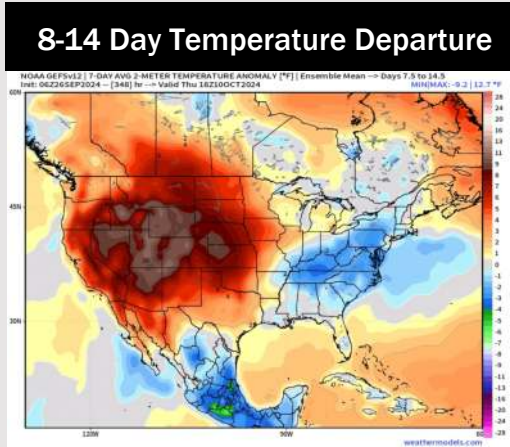 8-14 Day Temperature Departure
NOAA GEFSv12 | 7-DAY AVG 2-METER TEMPERATURE ANOMALY [°F] | Ensemble Mean --> Days 7.5 to 14.5
Init: 06Z26SEP2024 -- [348] hr --> Valid Thu 18Z10OCT2024
MIN|MAX: -9.2 | 12.7 °F
60N
45N
30N
120W
90W
weathermodels.com